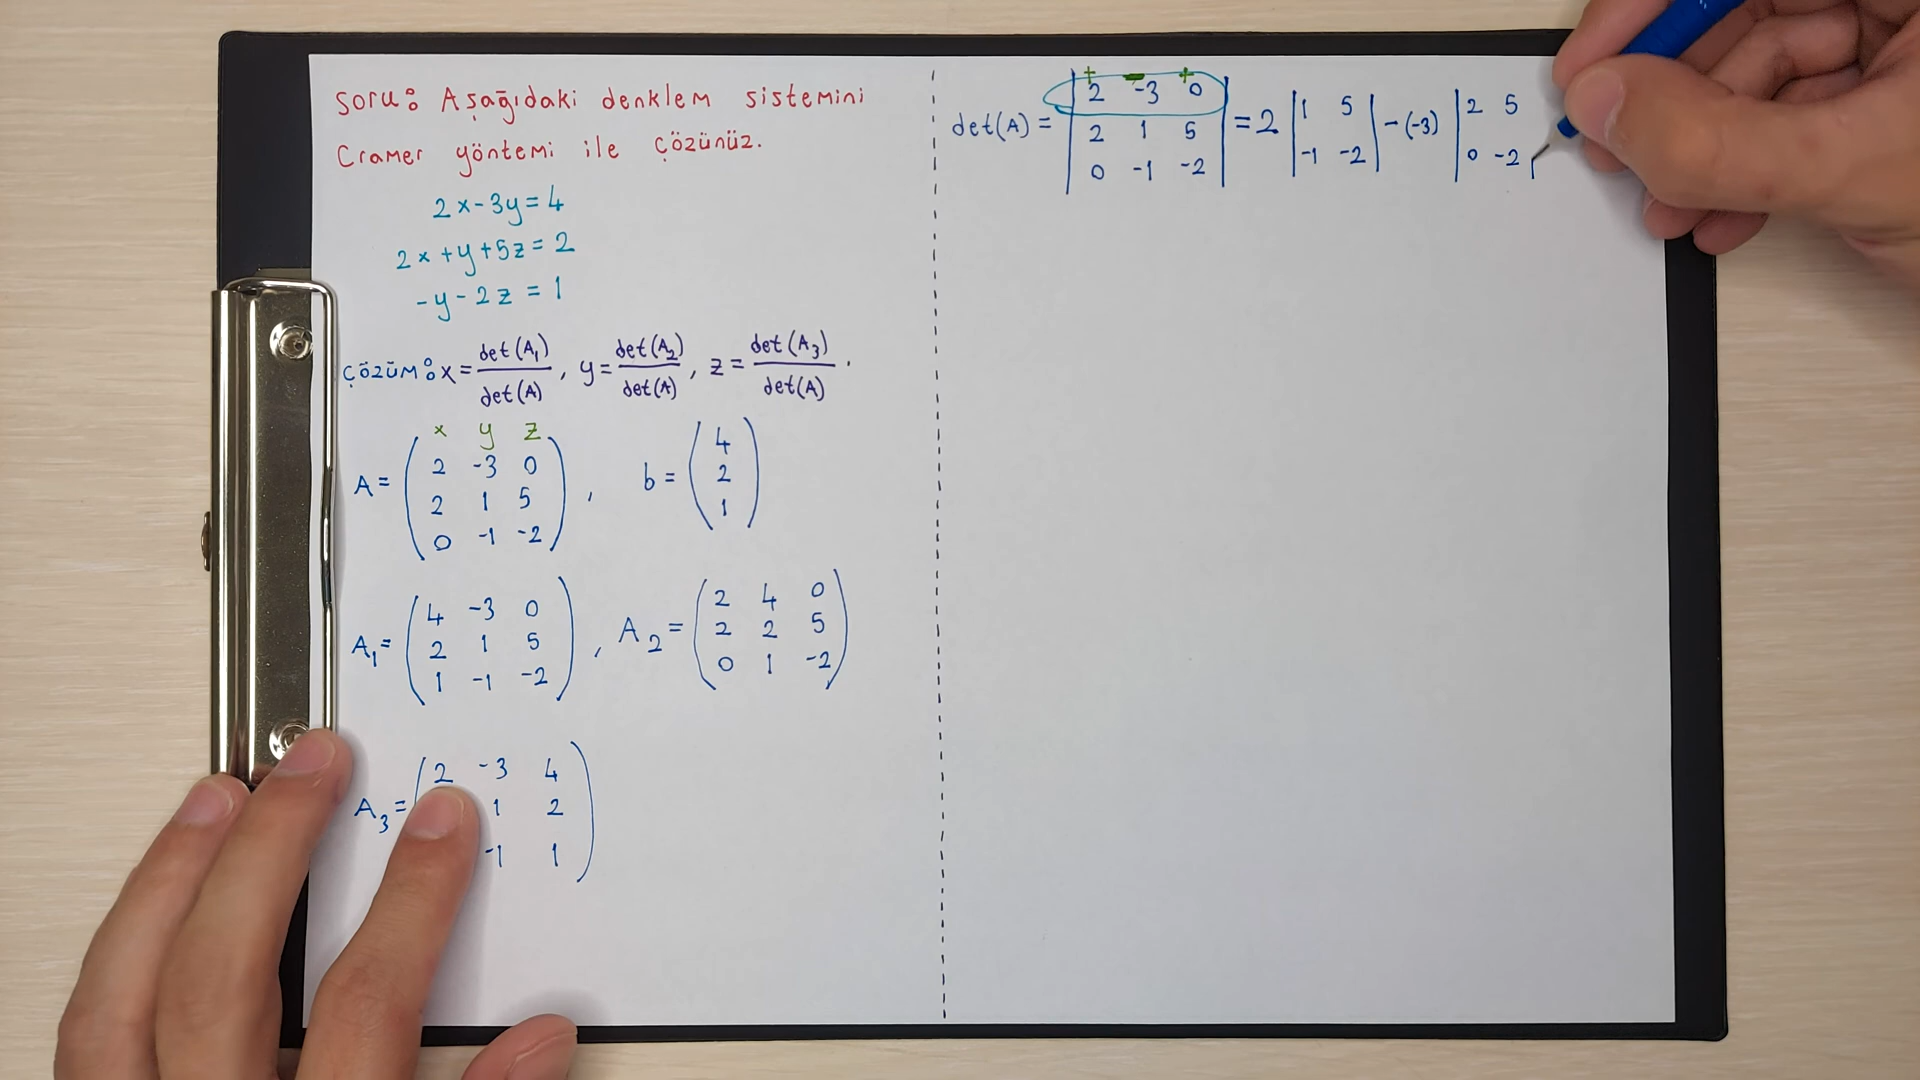 Soru: Aşağıdaki denklem sistemini
Cramer yöntemi ile çözünüz.
2x-3y=4
2x+y+5z=2
-y-2z=1
Çözüm: x= det(A₁)/det(A), y= det(A₂)/det(A), z= det(A₃)/det(A).
x y z
A= ( 2 -3 0
2 1 5
0 -1 -2 ), b= ( 4
2
1 )
A₁= ( 4 -3 0
2 1 5
1 -1 -2 ), A₂= ( 2 4 0
2 2 5
0 1 -2 )
A₃= ( 2 -3 4
1 2
-1 1 )
+ - +
det(A)= | 2 -3 0
2 1 5
0 -1 -2 | =2 | 1 5
-1 -2 | -(-3) | 2 5
0 -2 |